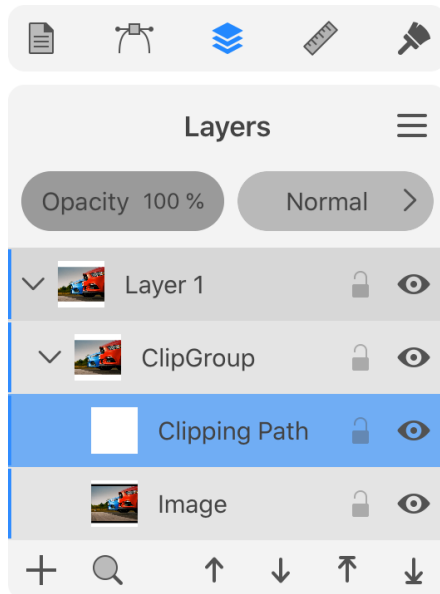 Layers
Opacity 100 %
Normal
Layer 1
ClipGroup
Clipping Path
Image